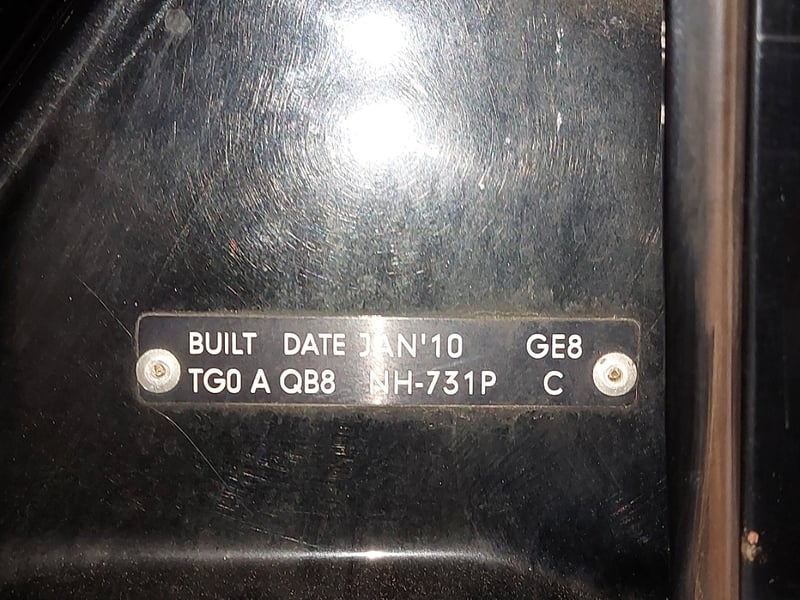 BUILT DATE JAN'10 GE8
TG0 A QB8 NH-731P C